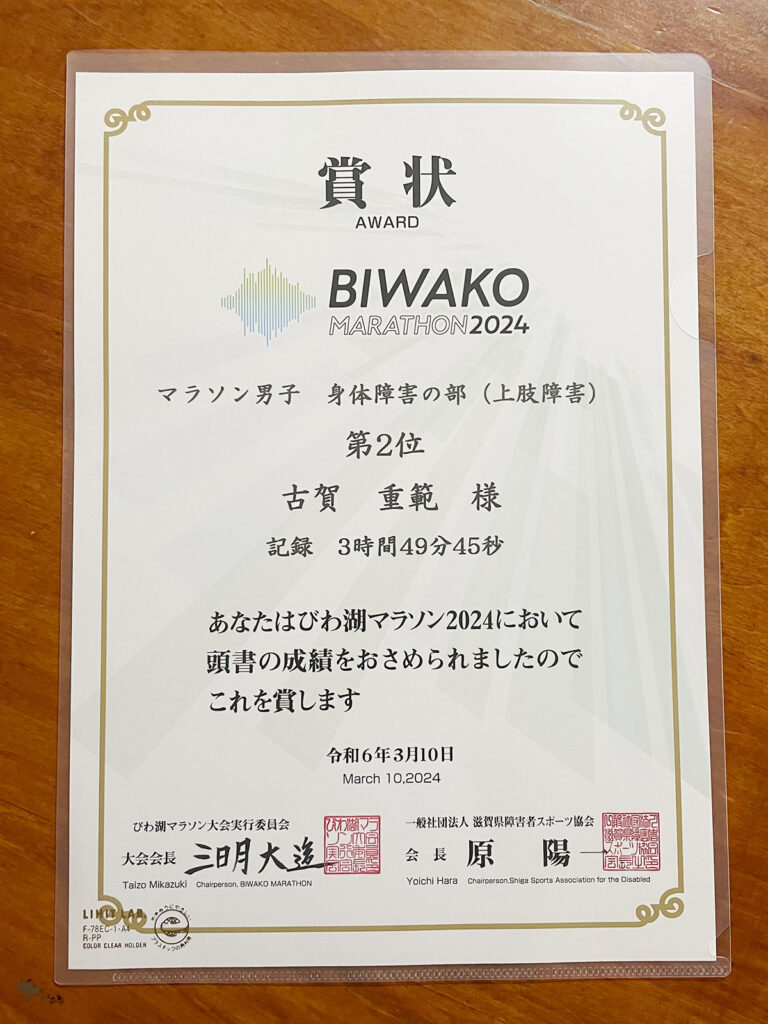 賞状
AWARD
BIWAKO
MARATHON2024
マラソン男子 身体障害の部（上肢障害）
第2位
古賀 重範 様
記録 3時間49分45秒
あなたはびわ湖マラソン2024において
頭書の成績をおさめられましたので
これを賞します
令和6年3月10日
March 10,2024
びわ湖マラソン大会実行委員会
大会会長 三日月大造
Taizo Mikazuki Chairperson, BIWAKO MARATHON
一般社団法人 滋賀県障害者スポーツ協会
会長 原 陽一
Yoichi Hara Chairperson,Shiga Sports Association for the Disabled
LIHIT LAB.
F-78EC-1-A4
R-PP
COLOR CLEAR HOLDER